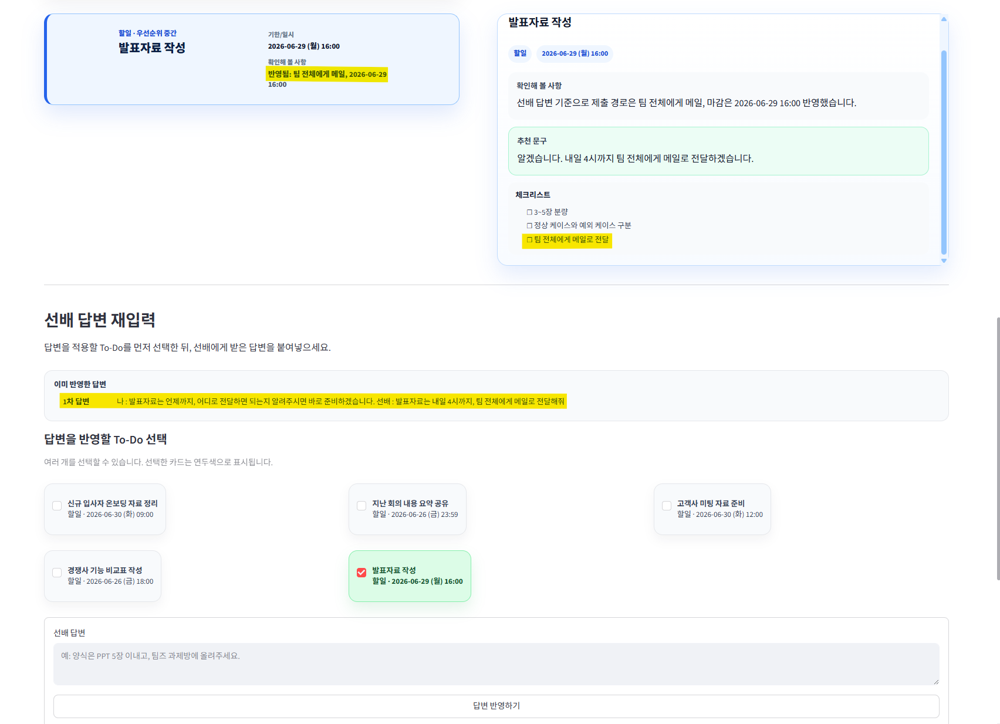 할일 · 우선순위 중간
발표자료 작성
기한/일시
2026-06-29 (월) 16:00
확인해 볼 사항
반영됨: 팀 전체에게 메일, 2026-06-29
16:00
발표자료 작성
할일
2026-06-29 (월) 16:00
확인해 볼 사항
선배 답변 기준으로 제출 경로은 팀 전체에게 메일, 마감은 2026-06-29 16:00 반영했습니다.
추천 문구
알겠습니다. 내일 4시까지 팀 전체에게 메일로 전달하겠습니다.
체크리스트
☐ 3~5장 분량
☐ 정상 케이스와 예외 케이스 구분
☐ 팀 전체에게 메일로 전달
선배 답변 재입력
답변을 적용할 To-Do를 먼저 선택한 뒤, 선배에게 받은 답변을 붙여넣으세요.
이미 반영한 답변
1차 답변 나 : 발표자료는 언제까지, 어디로 전달하면 되는지 알려주시면 바로 준비하겠습니다. 선배 : 발표자료는 내일 4시까지, 팀 전체에게 메일로 전달해줘
답변을 반영할 To-Do 선택
여러 개를 선택할 수 있습니다. 선택한 카드는 연두색으로 표시됩니다.
신규 입사자 온보딩 자료 정리
할일 · 2026-06-30 (화) 09:00
지난 회의 내용 요약 공유
할일 · 2026-06-26 (금) 23:59
고객사 미팅 자료 준비
할일 · 2026-06-30 (화) 12:00
경쟁사 기능 비교표 작성
할일 · 2026-06-26 (금) 18:00
발표자료 작성
할일 · 2026-06-29 (월) 16:00
선배 답변
예: 양식은 PPT 5장 이내고, 팀즈 과제방에 올려주세요.
답변 반영하기